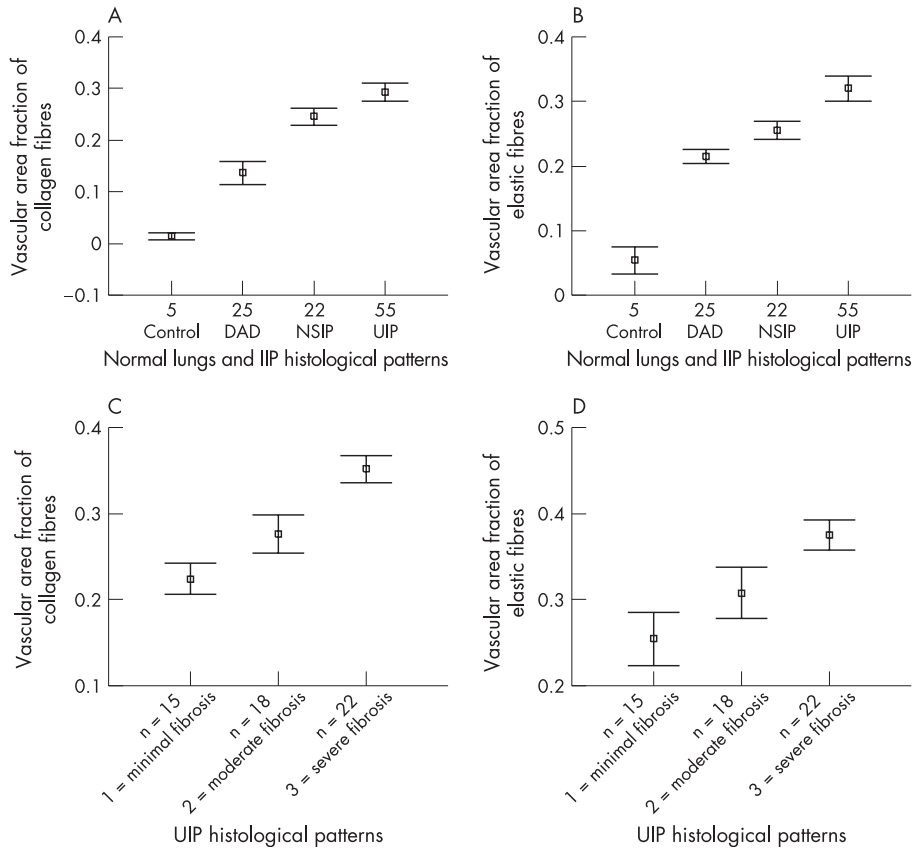 A
Vascular area fraction of
collagen fibres
0.4
0.3
0.2
0.1
0
–0.1
5
Control
25
DAD
22
NSIP
55
UIP
Normal lungs and IIP histological patterns
B
Vascular area fraction of
elastic fibres
0.4
0.3
0.2
0.1
0
5
Control
25
DAD
22
NSIP
55
UIP
Normal lungs and IIP histological patterns
C
Vascular area fraction of
collagen fibres
0.4
0.3
0.2
0.1
n = 15
1 = minimal fibrosis
n = 18
2 = moderate fibrosis
n = 22
3 = severe fibrosis
UIP histological patterns
D
Vascular area fraction of
elastic fibres
0.5
0.4
0.3
0.2
n = 15
1 = minimal fibrosis
n = 18
2 = moderate fibrosis
n = 22
3 = severe fibrosis
UIP histological patterns